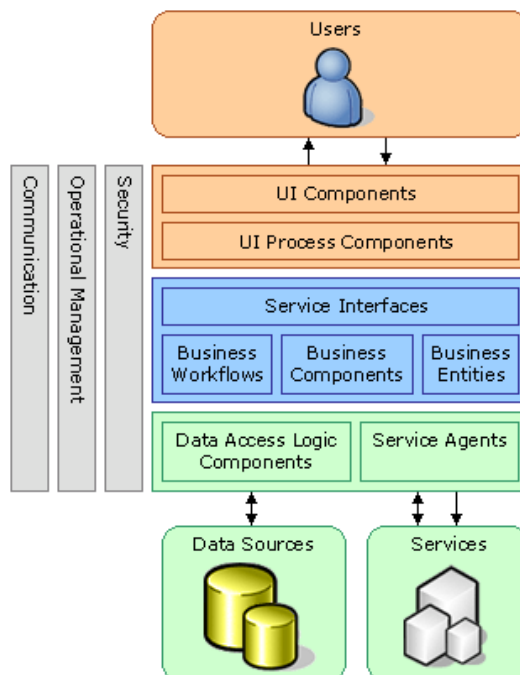 Users
Communication
Operational Management
Security
UI Components
UI Process Components
Service Interfaces
Business
Workflows
Business
Components
Business
Entities
Data Access Logic
Components
Service Agents
Data Sources
Services